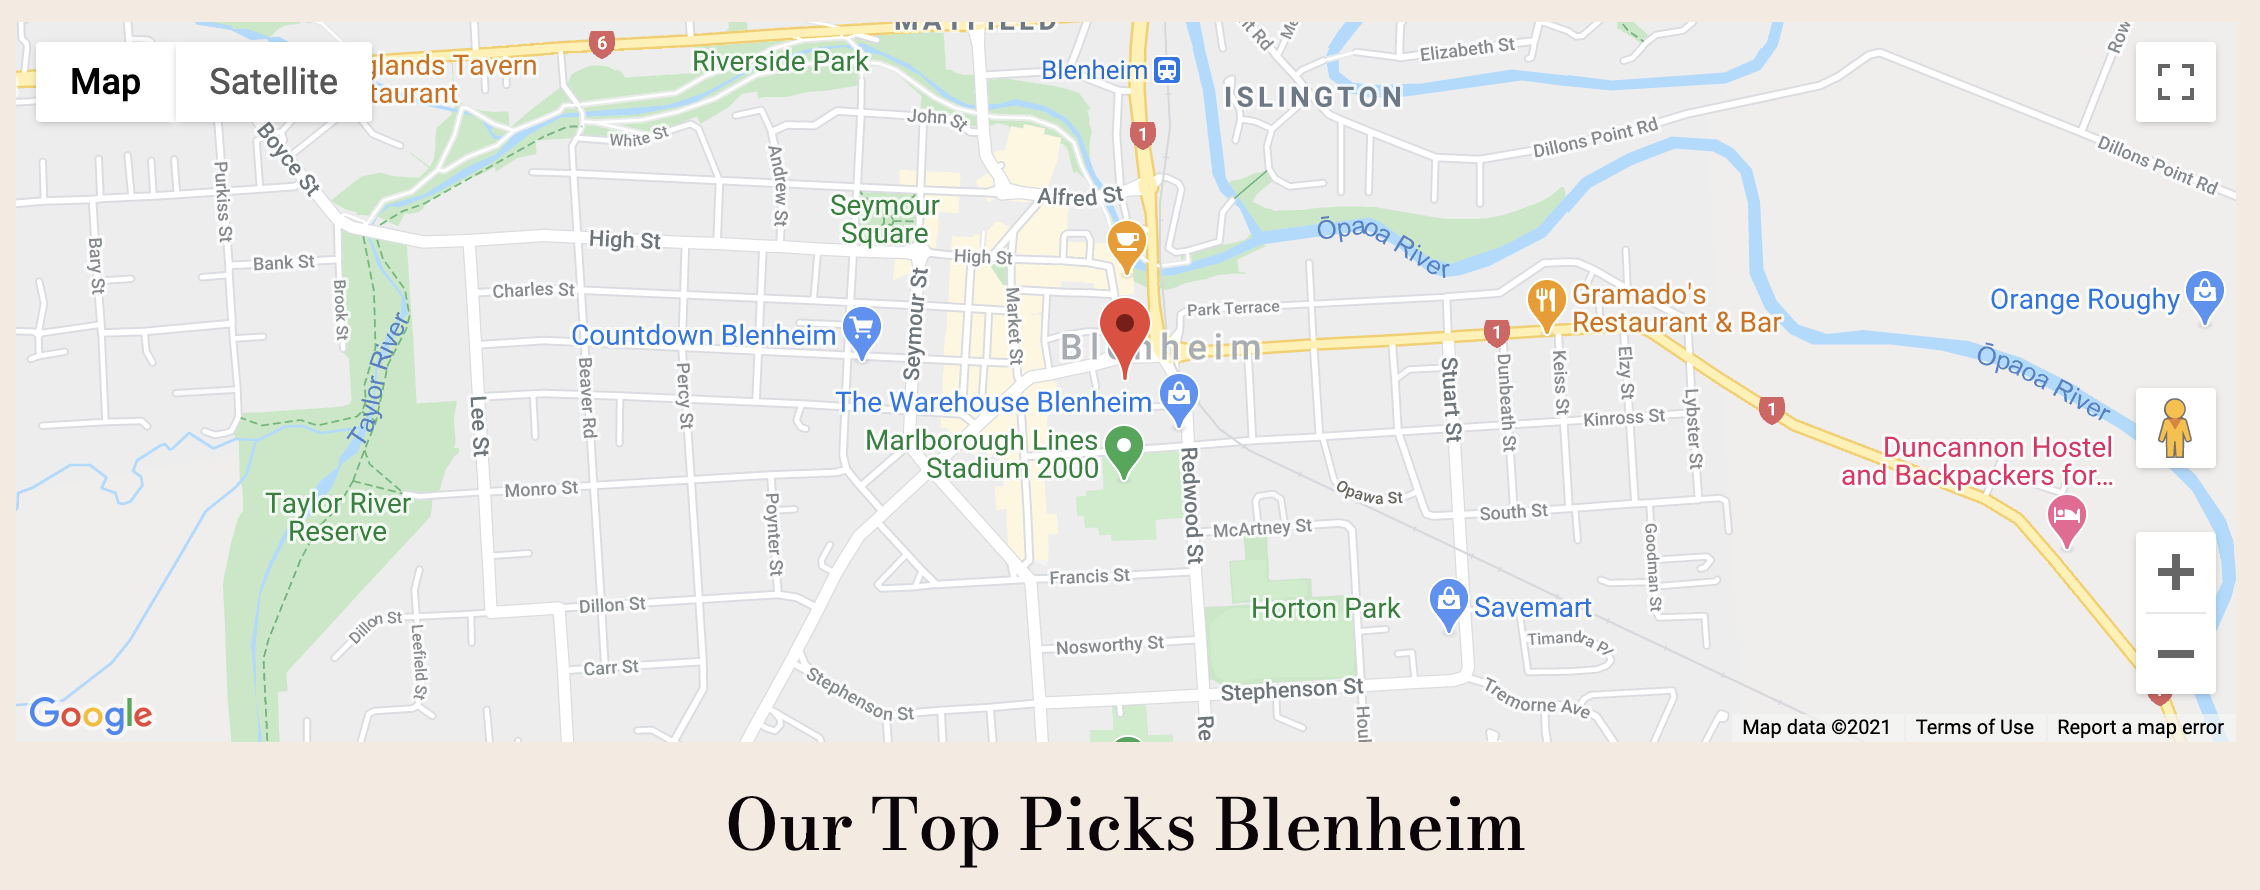 MAYFIELD
6
Map
Satellite
glands Tavern
taurant
Riverside Park
Blenheim
Elizabeth St
ISLINGTON
1
Dillons Point Rd
Dillons Point Rd
Row
Boyce St
White St
John St
Andrew St
Purkiss St
Alfred St
Seymour
Square
High St
High St
Ōpaoa River
Bary St
Bank St
Brook St
Charles St
Seymour St
Market St
Park Terrace
Gramado's
Restaurant & Bar
Orange Roughy
Countdown Blenheim
Blenheim
1
Taylor River
Beaver Rd
Percy St
Lee St
Stuart St
Dunbeath St
Keiss St
Elzy St
Lybster St
Kinross St
Ōpaoa River
1
The Warehouse Blenheim
Marlborough Lines
Stadium 2000
Duncannon Hostel
and Backpackers for...
Redwood St
Monro St
Opawa St
South St
Taylor River
Reserve
Poynter St
McArtney St
Goodman St
Francis St
Dillon St
Dillon St
Leefield St
Horton Park
Savemart
Timandra Pl
Nosworthy St
Carr St
Stephenson St
Stephenson St
Tremorne Ave
Re
Houl
Google
Map data ©2021
Terms of Use
Report a map error
Our Top Picks Blenheim